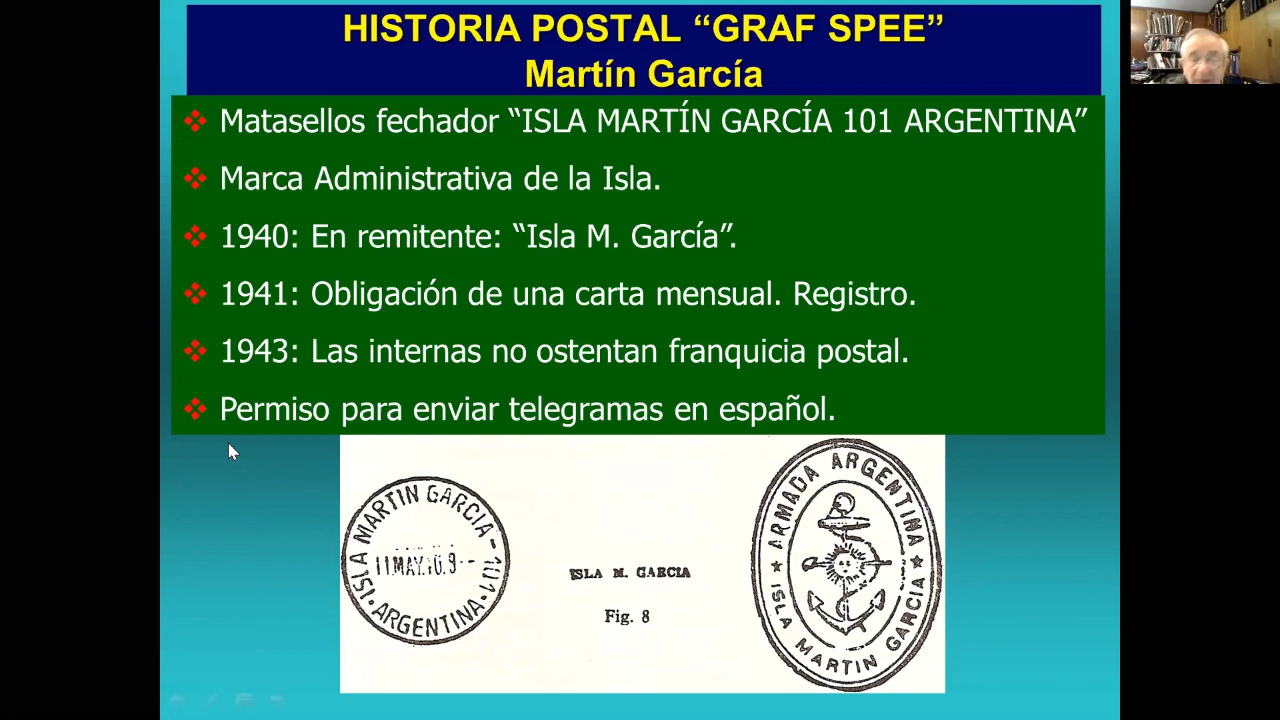 HISTORIA POSTAL “GRAF SPEE”
Martín García
Matasellos fechador “ISLA MARTÍN GARCÍA 101 ARGENTINA”
Marca Administrativa de la Isla.
1940: En remitente: “Isla M. García”.
1941: Obligación de una carta mensual. Registro.
1943: Las internas no ostentan franquicia postal.
Permiso para enviar telegramas en español.
ISLA MARTIN GARCIA - 101
ARGENTINA
ISLA M. GARCIA
Fig. 8
ARMADA ARGENTINA
ISLA MARTIN GARCIA